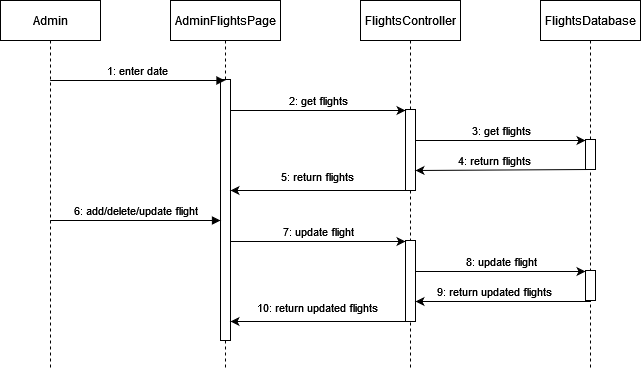 Admin
AdminFlightsPage
FlightsController
FlightsDatabase
1: enter date
2: get flights
3: get flights
4: return flights
5: return flights
6: add/delete/update flight
7: update flight
8: update flight
9: return updated flights
10: return updated flights